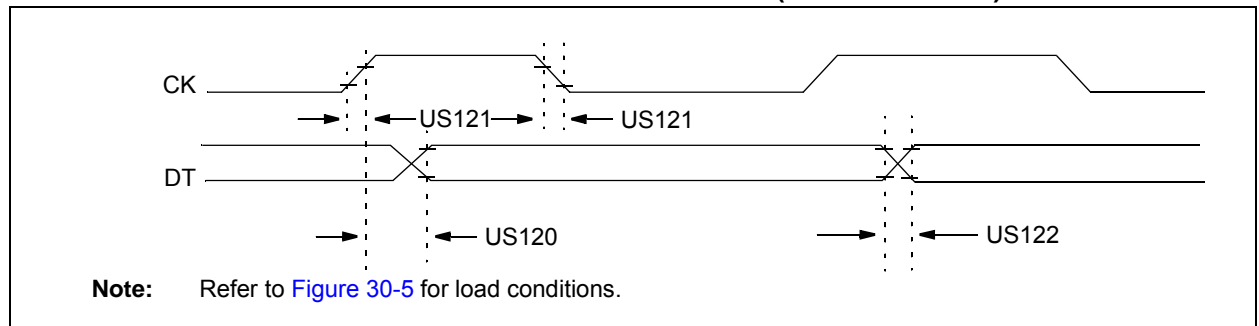 CK
US121 US121
DT
US120 US122
Note: Refer to Figure 30-5 for load conditions.